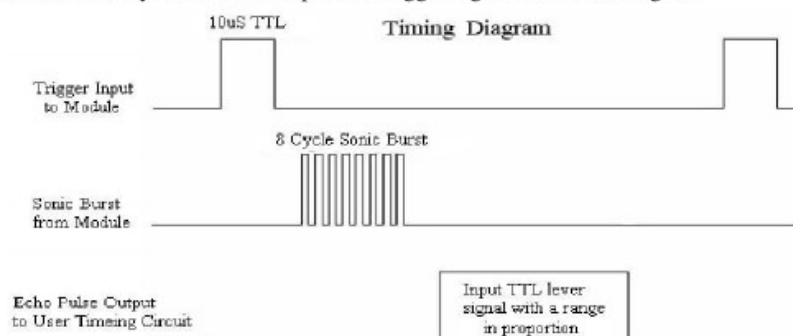 10uS TTL
Timing Diagram
Trigger Input
to Module
8 Cycle Sonic Burst
Sonic Burst
from Module
Echo Pulse Output
to User Timeing Circuit
Input TTL lever
signal with a range
in proportion